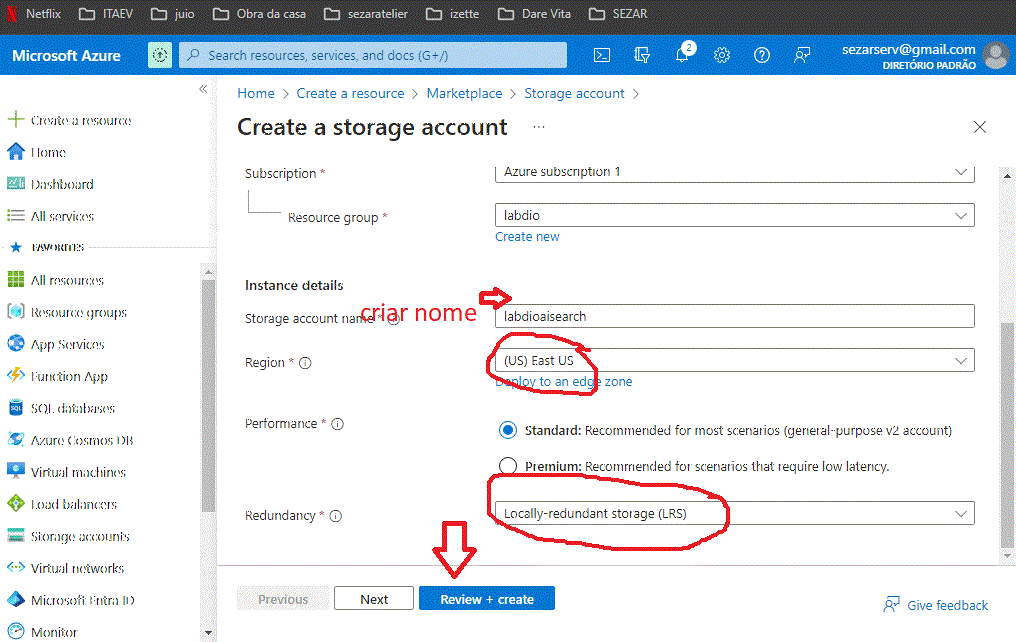 Netflix ITAEV juio Obra da casa sezaratelier izette Dare Vita SEZAR
Microsoft Azure Search resources, services, and docs (G+/) 2 sezarserv@gmail.com
DIRETÓRIO PADRÃO
Home > Create a resource > Marketplace > Storage account >
Create a storage account ...
Create a resource
Home
Dashboard
All services
FAVORITES
All resources
Resource groups
App Services
Function App
SQL databases
Azure Cosmos DB
Virtual machines
Load balancers
Storage accounts
Virtual networks
Microsoft Entra ID
Monitor
Subscription * Azure subscription 1
Resource group * labdio
Create new
Instance details
criar nome
Storage account name * labdioaisearch
Region * (US) East US
Deploy to an edge zone
Performance * Standard: Recommended for most scenarios (general-purpose v2 account)
Premium: Recommended for scenarios that require low latency.
Redundancy * Locally-redundant storage (LRS)
Previous Next Review + create
Give feedback